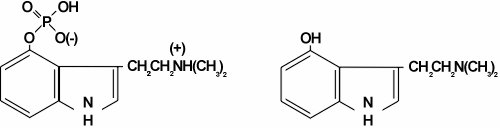 O OH
P
O O(-)
(+)
CH₂CH₂NH(CH₃)₂
N
H
OH
CH₂CH₂N(CH₃)₂
N
H